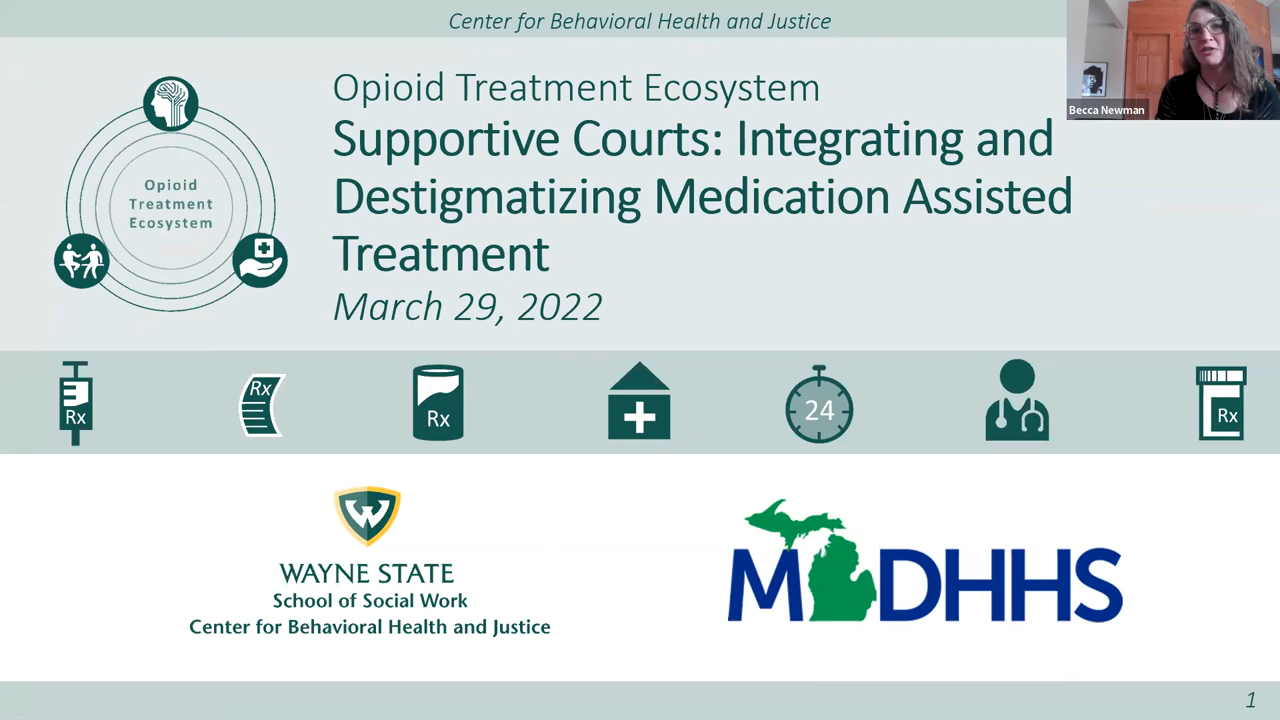 Center for Behavioral Health and Justice
Becca Newman
Opioid Treatment Ecosystem
Supportive Courts: Integrating and
Destigmatizing Medication Assisted
Treatment
March 29, 2022
Opioid
Treatment
Ecosystem
Rx
Rx
Rx
24
Rx
W
WAYNE STATE
School of Social Work
Center for Behavioral Health and Justice
MDHHS
1